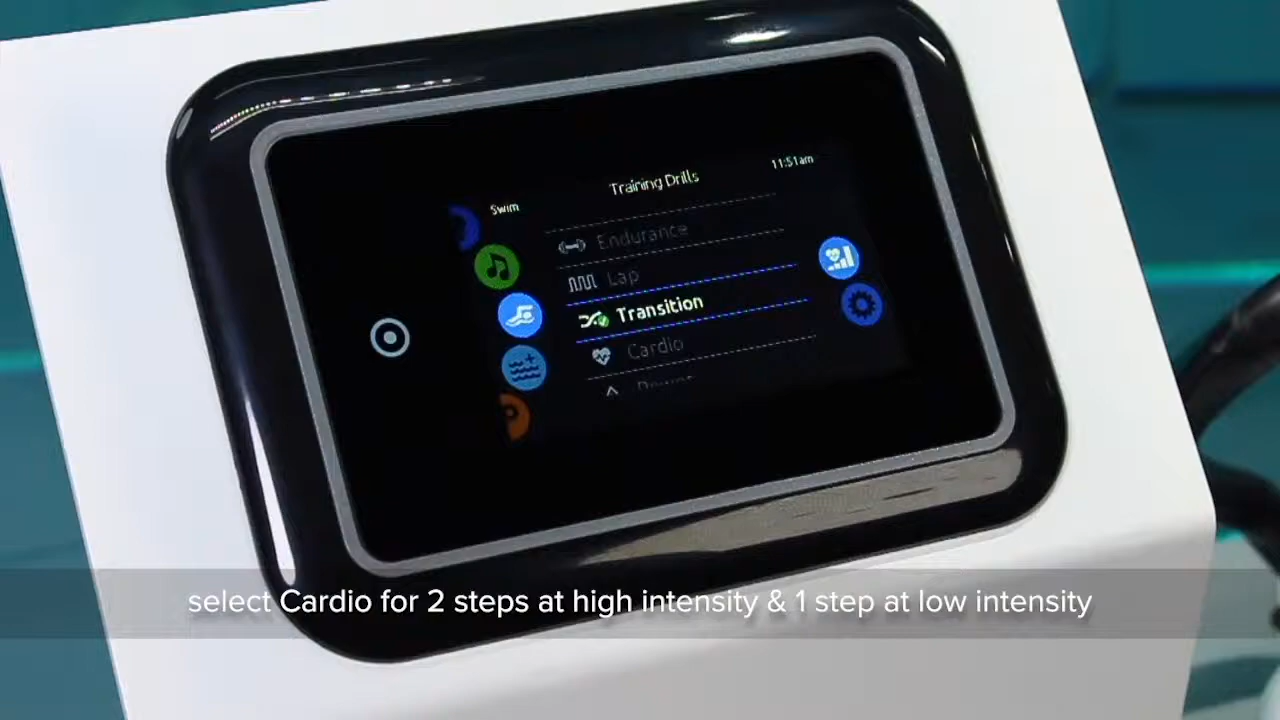 11:51am
Training Drills
Swim
Endurance
Lap
Transition
Cardio
Power
select Cardio for 2 steps at high intensity & 1 step at low intensity